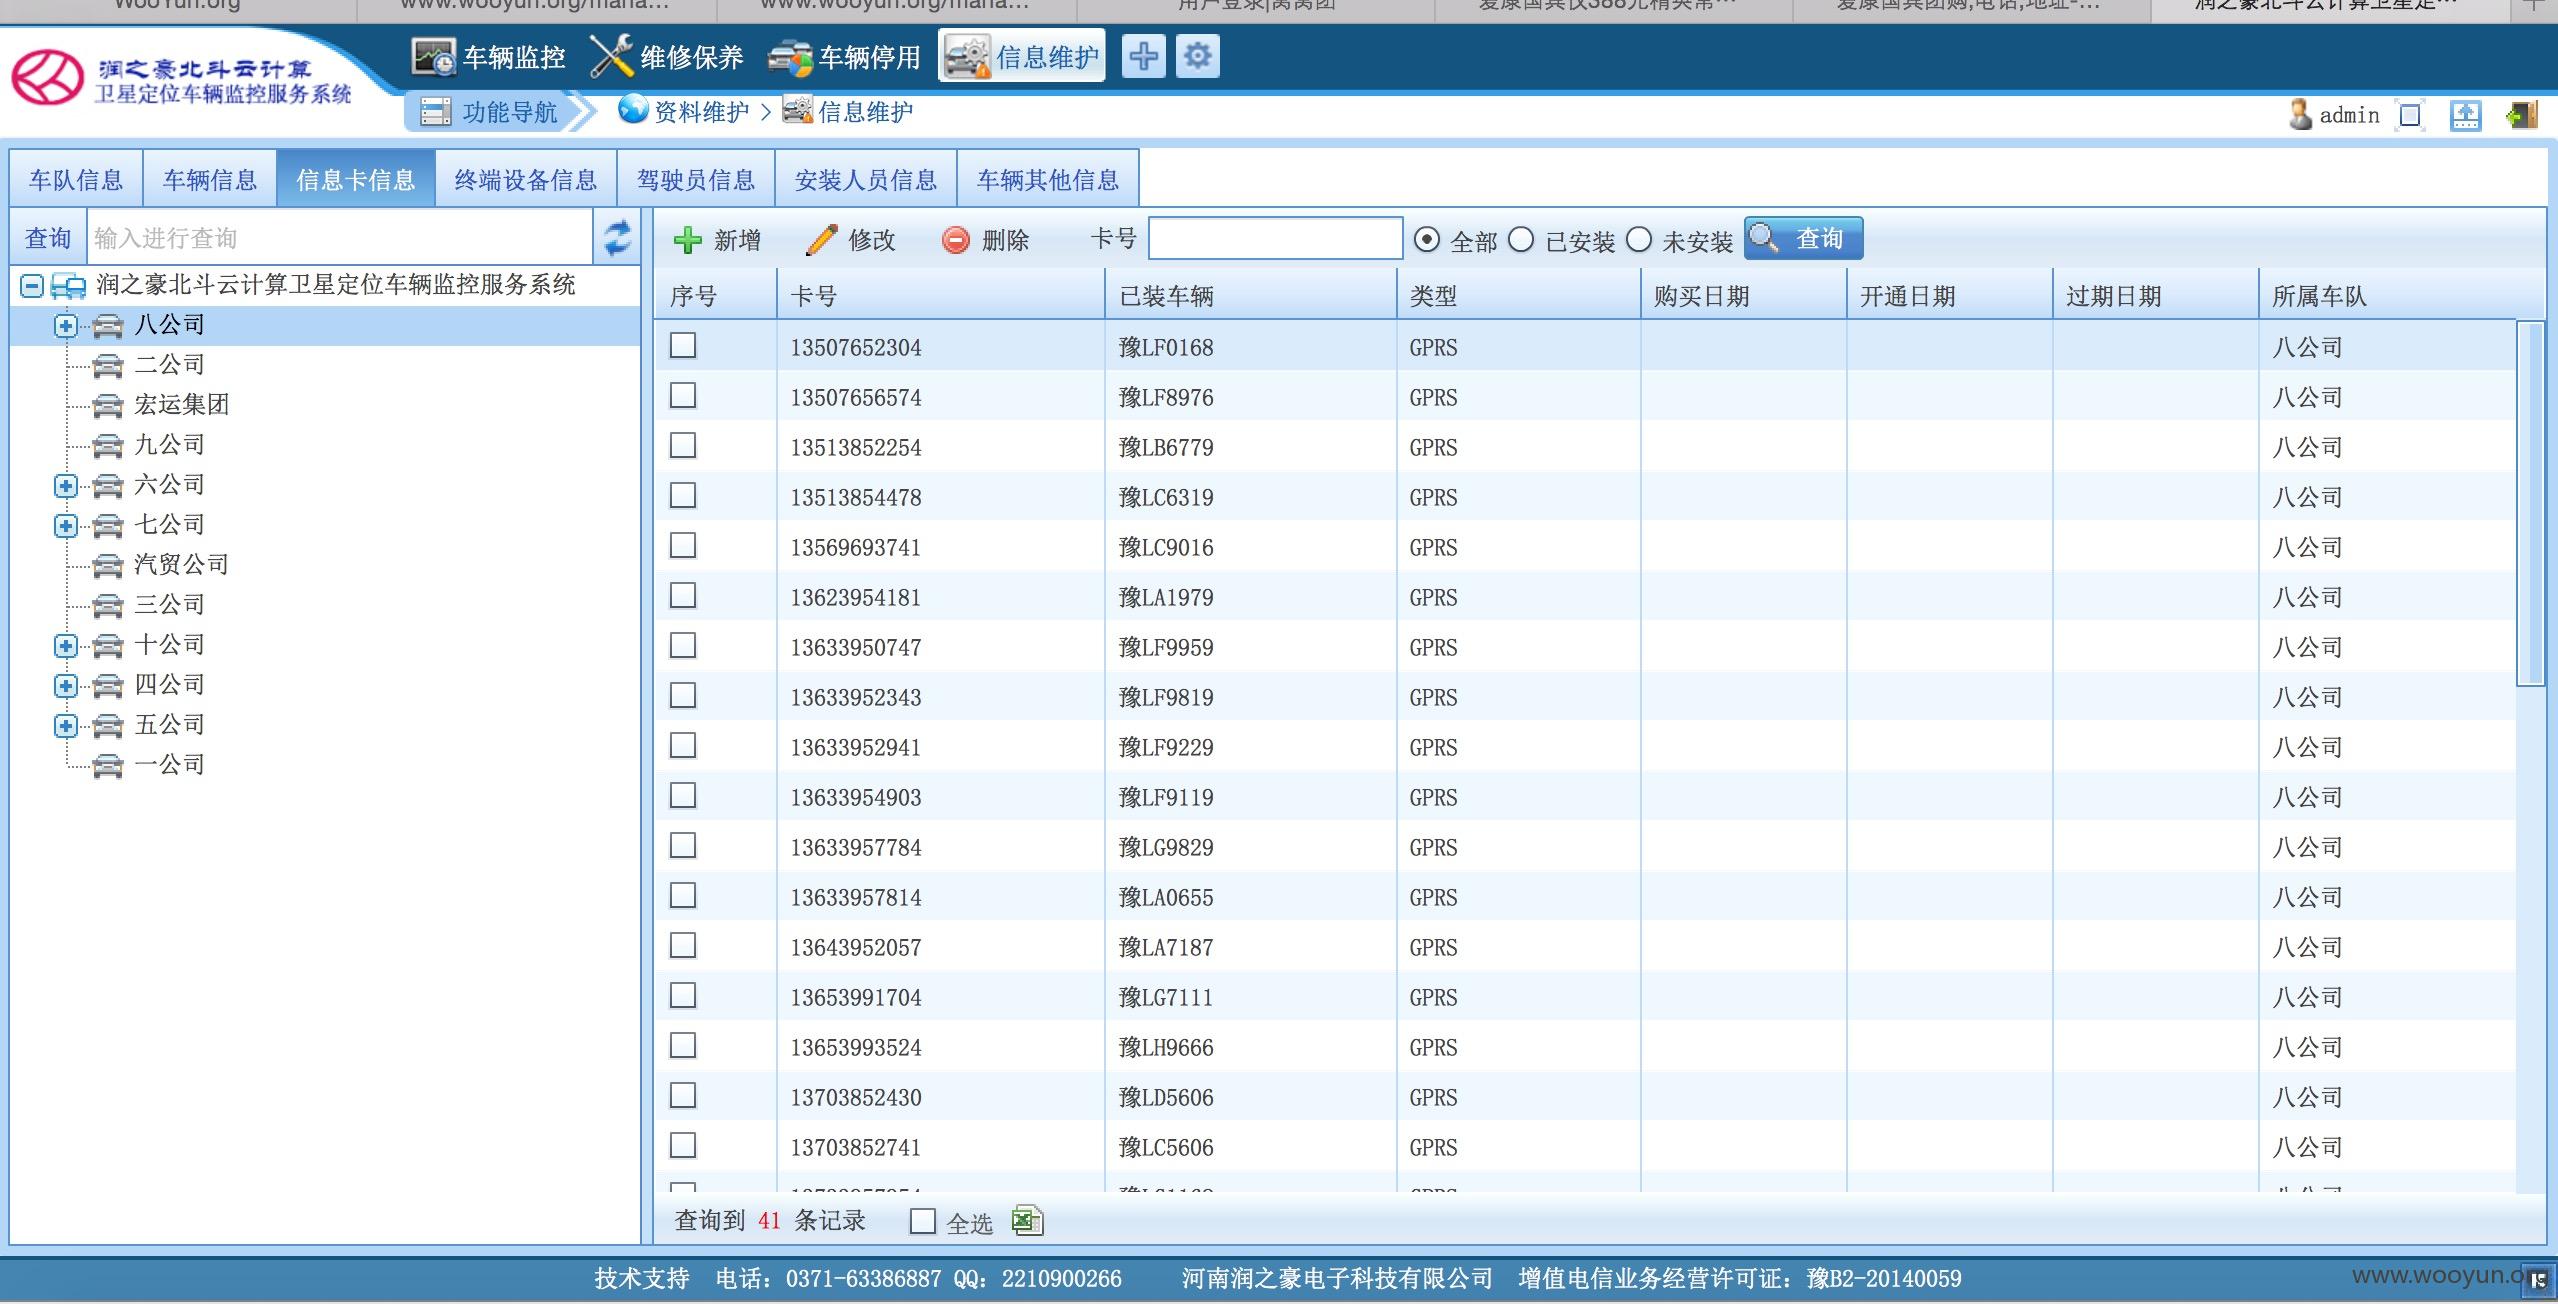 WooYun.org
www.wooyun.org/mana...
www.wooyun.org/mana...
车辆监控 维修保养 车辆停用 信息维护
润之豪北斗云计算
卫星定位车辆监控服务系统
功能导航 资料维护 > 信息维护 admin
车队信息 车辆信息 信息卡信息 终端设备信息 驾驶员信息 安装人员信息 车辆其他信息
查询 输入进行查询
润之豪北斗云计算卫星定位车辆监控服务系统
八公司
二公司
宏运集团
九公司
六公司
七公司
汽贸公司
三公司
十公司
四公司
五公司
一公司
新增 修改 删除 卡号 全部 已安装 未安装 查询
序号 卡号 已装车辆 类型 购买日期 开通日期 过期日期 所属车队
13507652304 豫LF0168 GPRS 八公司
13507656574 豫LF8976 GPRS 八公司
13513852254 豫LB6779 GPRS 八公司
13513854478 豫LC6319 GPRS 八公司
13569693741 豫LC9016 GPRS 八公司
13623954181 豫LA1979 GPRS 八公司
13633950747 豫LF9959 GPRS 八公司
13633952343 豫LF9819 GPRS 八公司
13633952941 豫LF9229 GPRS 八公司
13633954903 豫LF9119 GPRS 八公司
13633957784 豫LG9829 GPRS 八公司
13633957814 豫LA0655 GPRS 八公司
13643952057 豫LA7187 GPRS 八公司
13653991704 豫LG7111 GPRS 八公司
13653993524 豫LH9666 GPRS 八公司
13703852430 豫LD5606 GPRS 八公司
13703852741 豫LC5606 GPRS 八公司
查询到 41 条记录 全选
技术支持 电话：0371-63386887 QQ：2210900266 河南润之豪电子科技有限公司 增值电信业务经营许可证：豫B2-20140059
www.wooyun.org